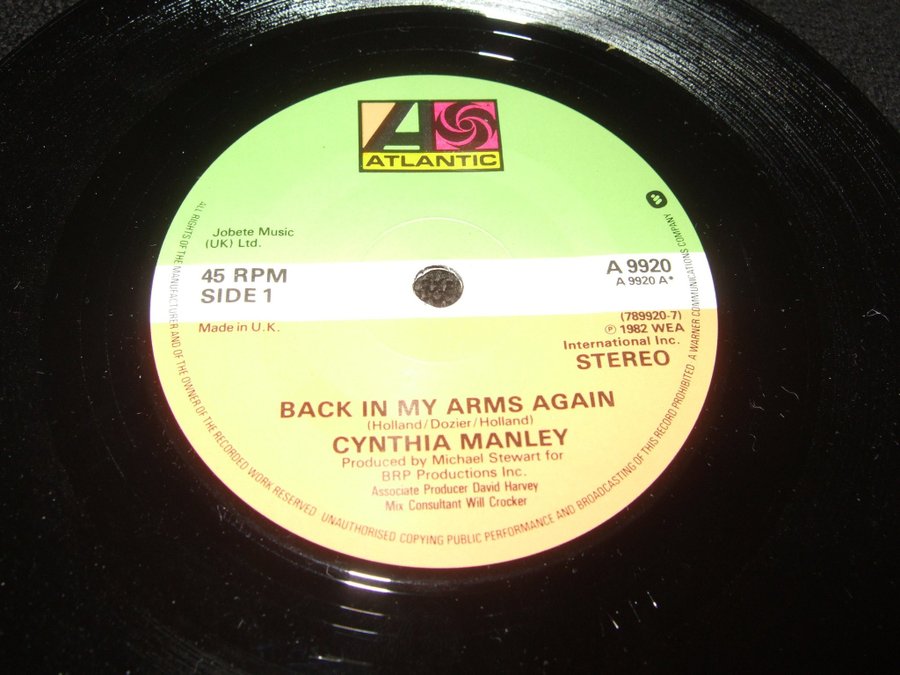 ATLANTIC
Jobete Music
(UK) Ltd.
45 RPM
SIDE 1
Made in U.K.
A 9920
A 9920 A*
(789920-7)
℗ 1982 WEA
International Inc.
STEREO
BACK IN MY ARMS AGAIN
(Holland/Dozier/Holland)
CYNTHIA MANLEY
Produced by Michael Stewart for
BRP Productions Inc.
Associate Producer David Harvey
Mix Consultant Will Crocker
ALL RIGHTS OF THE MANUFACTURER AND OF THE OWNER OF THE RECORDED WORK RESERVED UNAUTHORISED COPYING PUBLIC PERFORMANCE AND BROADCASTING OF THIS RECORD PROHIBITED A WARNER COMMUNICATIONS COMPANY